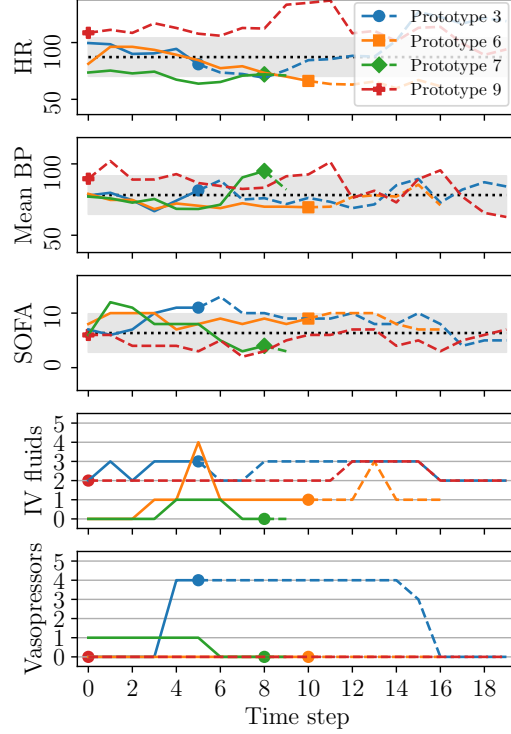 HR
100
50
Prototype 3
Prototype 6
Prototype 7
Prototype 9
Mean BP
100
50
SOFA
10
0
IV fluids
5
4
3
2
1
0
Vasopressors
5
4
3
2
1
0
0 2 4 6 8 10 12 14 16 18
Time step